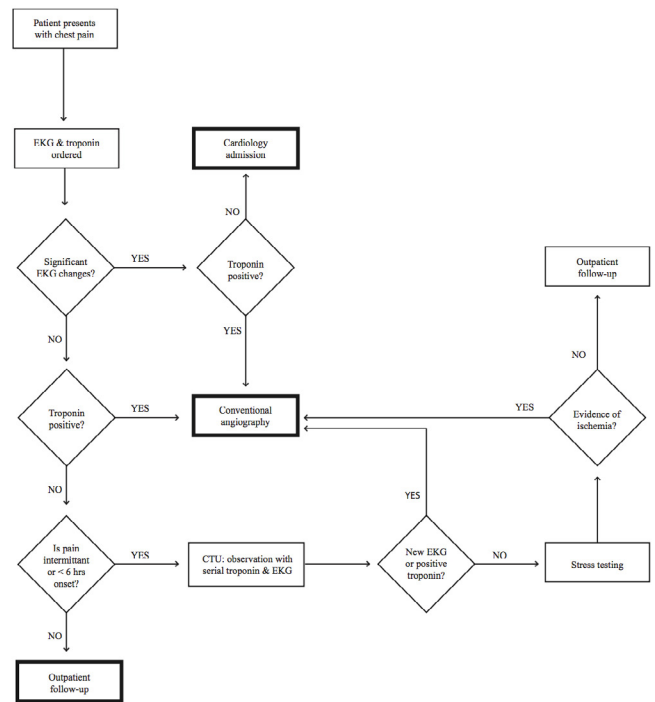 Patient presents
with chest pain
EKG & troponin
ordered
Cardiology
admission
NO
Significant
EKG changes?
YES
Troponin
positive?
Outpatient
follow-up
NO
YES
NO
Troponin
positive?
YES
Conventional
angiography
YES
Evidence of
ischemia?
NO
YES
Is pain
intermittant
or < 6 hrs
onset?
YES
CTU: observation with
serial troponin & EKG
New EKG
or positive
troponin?
NO
Stress testing
NO
Outpatient
follow-up